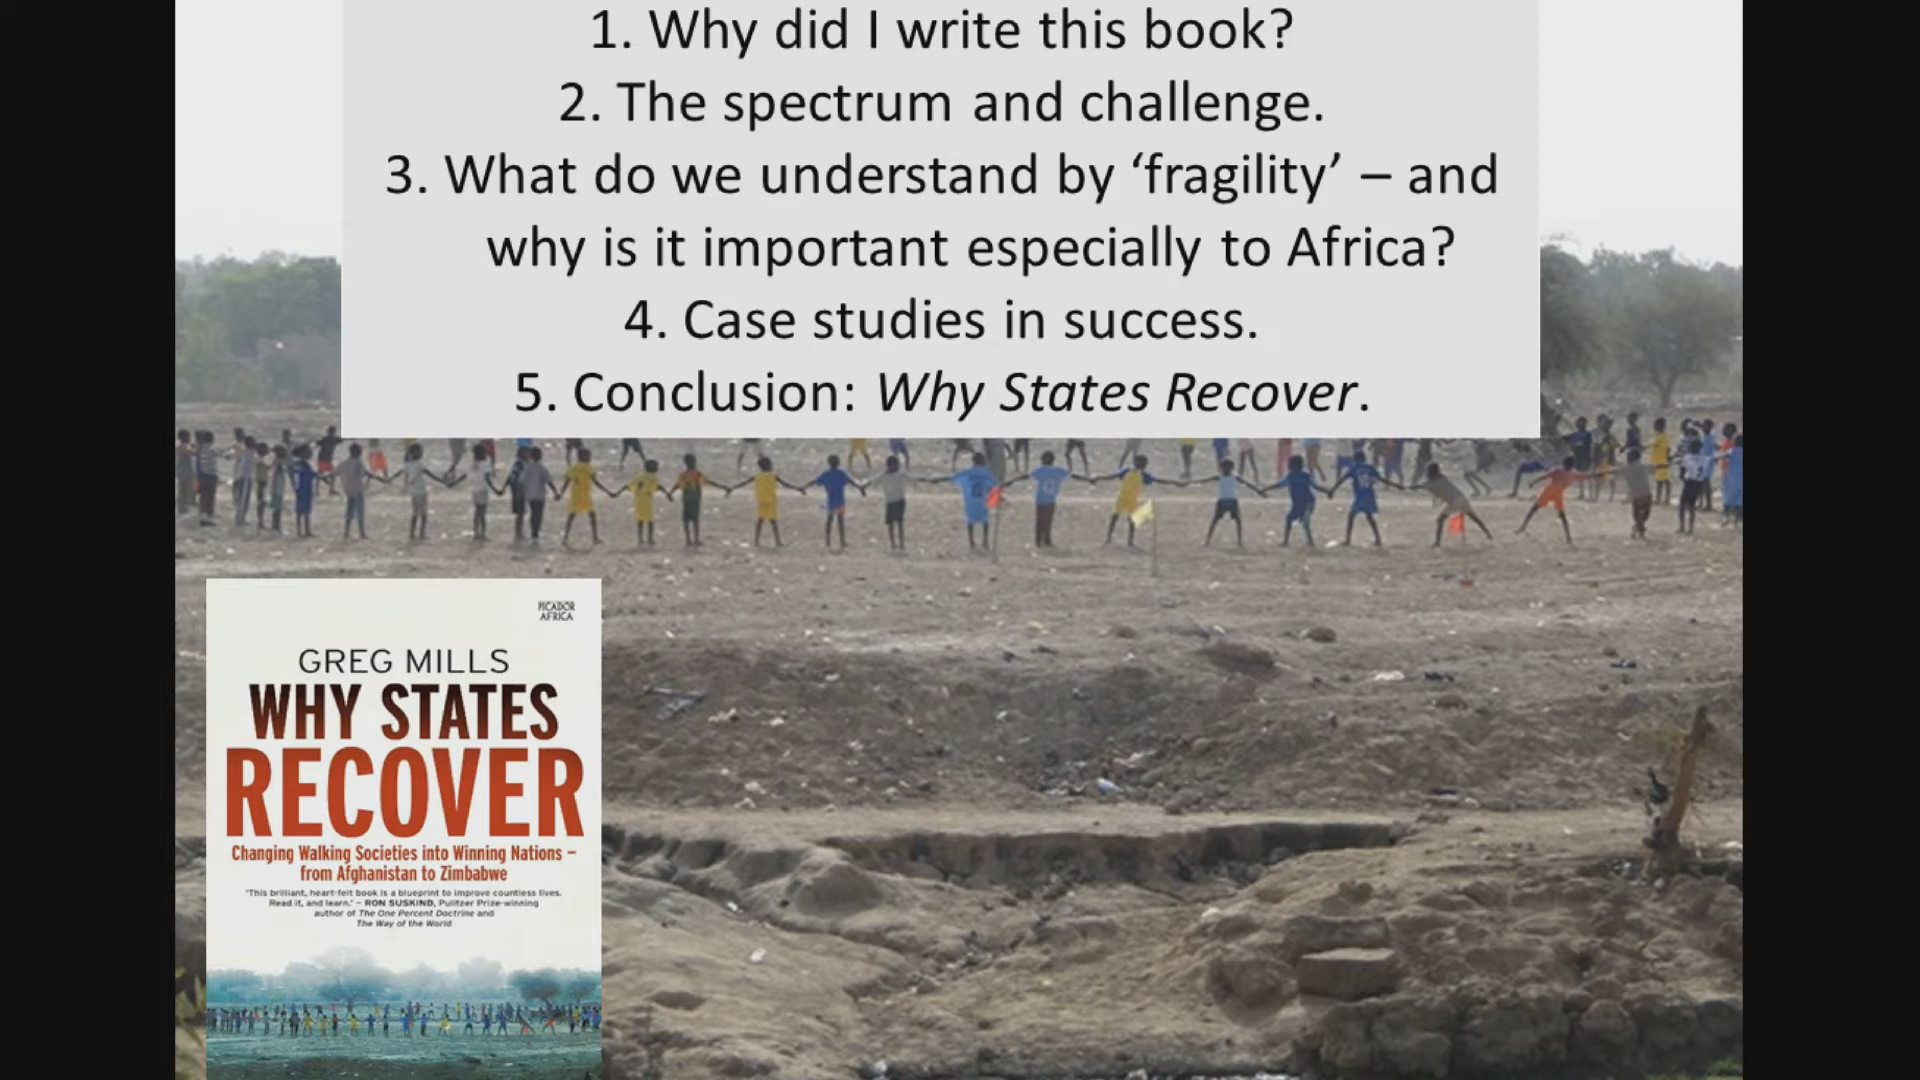 1. Why did I write this book?
2. The spectrum and challenge.
3. What do we understand by ‘fragility’ – and
why is it important especially to Africa?
4. Case studies in success.
5. Conclusion: Why States Recover.
PICADOR
AFRICA
GREG MILLS
WHY STATES
RECOVER
Changing Walking Societies into Winning Nations –
from Afghanistan to Zimbabwe
‘This brilliant, heart-felt book is a blueprint to improve countless lives.
Read it, and learn.’ – RON SUSKIND, Pulitzer Prize-winning
author of The One Percent Doctrine and
The Way of the World